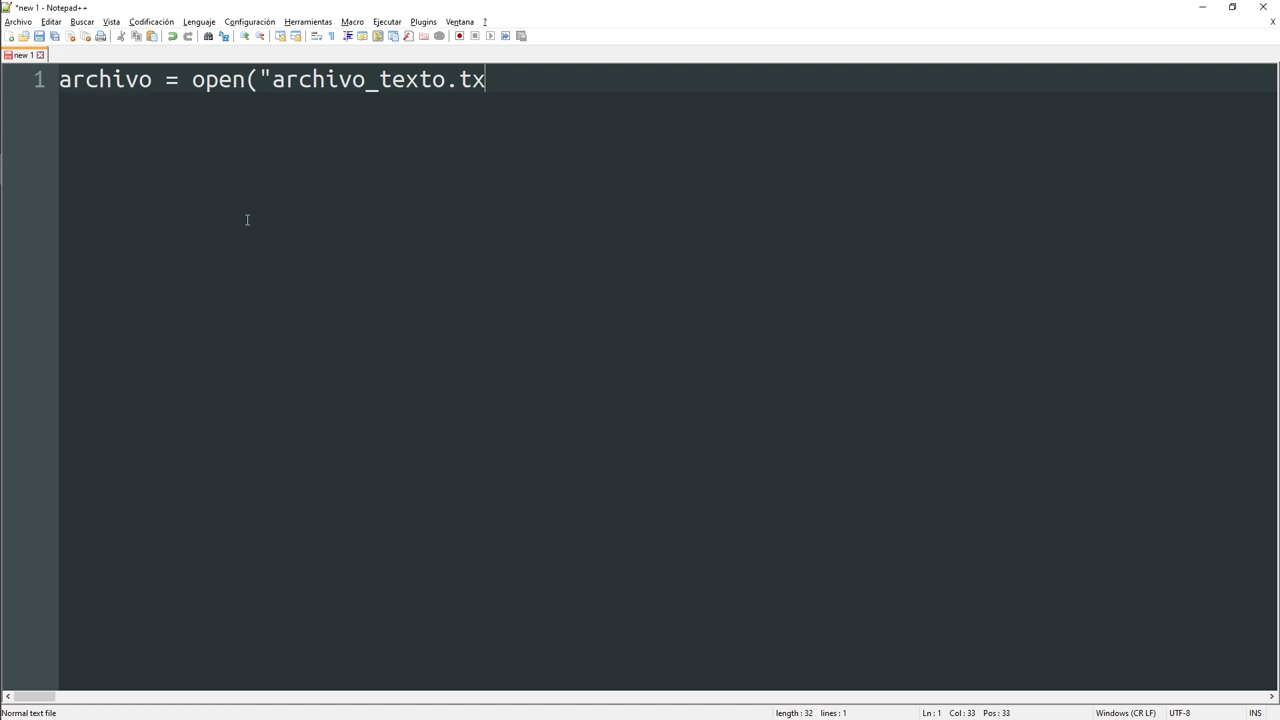 *new 1 - Notepad++
Archivo Editar Buscar Vista Codificación Lenguaje Configuración Herramientas Macro Ejecutar Plugins Ventana ? X
new 1
1 archivo = open("archivo_texto.tx
Normal text file length : 32 lines : 1 Ln : 1 Col : 33 Pos : 33 Windows (CR LF) UTF-8 INS